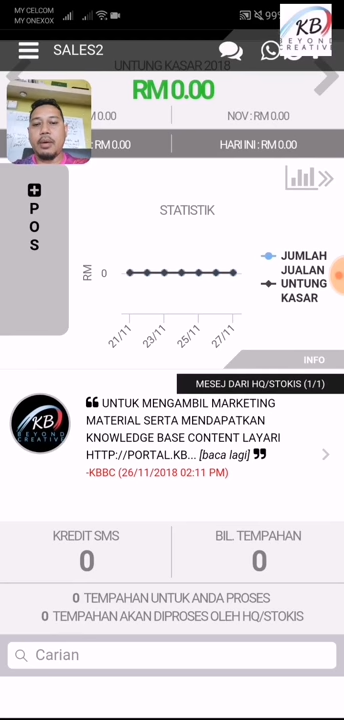 MY CELCOM
MY ONEXOX
99
KB
BEYOND
CREATIVE
SALES2
UNTUNG KASAR 2018
RM 0.00
RM 0.00
NOV : RM 0.00
: RM 0.00
HARI INI : RM 0.00
POS
STATISTIK
RM
0
21/11
23/11
25/11
27/11
JUMLAH
JUALAN
UNTUNG
KASAR
INFO
MESEJ DARI HQ/STOKIS (1/1)
KB
BEYOND
CREATIVE
❝ UNTUK MENGAMBIL MARKETING
MATERIAL SERTA MENDAPATKAN
KNOWLEDGE BASE CONTENT LAYARI
HTTP://PORTAL.KB... [baca lagi] ❞
-KBBC (26/11/2018 02:11 PM)
KREDIT SMS
0
BIL. TEMPAHAN
0
0 TEMPAHAN UNTUK ANDA PROSES
0 TEMPAHAN AKAN DIPROSES OLEH HQ/STOKIS
Carian